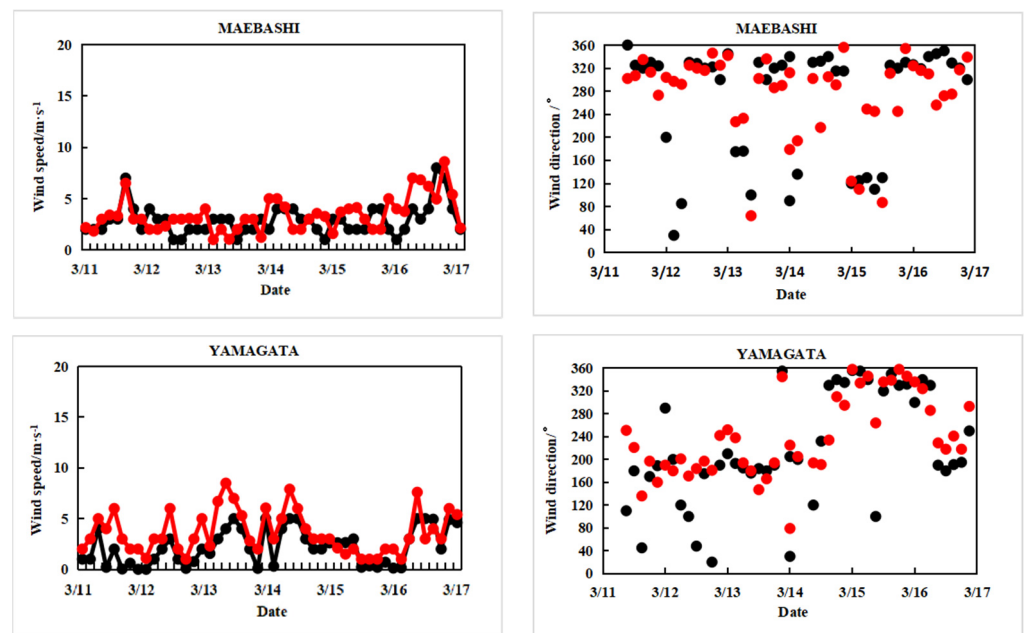 MAEBASHI
20
15
10
5
0
Wind speed/m·s⁻¹
3/11 3/12 3/13 3/14 3/15 3/16 3/17
Date
MAEBASHI
360
320
280
240
200
160
120
80
40
0
Wind direction /°
3/11 3/12 3/13 3/14 3/15 3/16 3/17
Date
YAMAGATA
20
15
10
5
0
Wind speed/m·s⁻¹
3/11 3/12 3/13 3/14 3/15 3/16 3/17
Date
YAMAGATA
360
320
280
240
200
160
120
80
40
0
Wind direction/°
3/11 3/12 3/13 3/14 3/15 3/16 3/17
Date